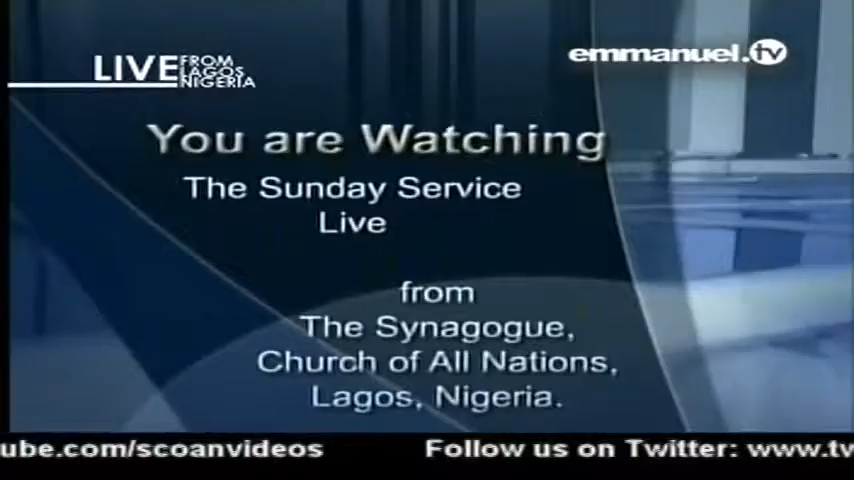 LIVE FROM
LAGOS
NIGERIA
emmanuel.tv
You are Watching
The Sunday Service
Live
from
The Synagogue,
Church of All Nations,
Lagos, Nigeria.
ube.com/scoanvideos Follow us on Twitter: www.tw